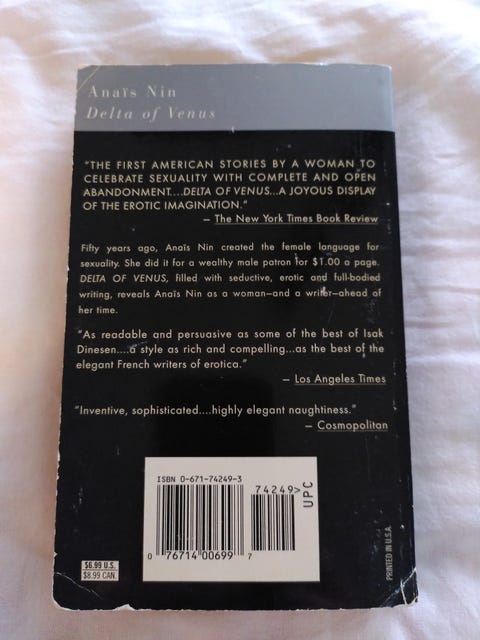 Anaïs Nin
Delta of Venus
"THE FIRST AMERICAN STORIES BY A WOMAN TO
CELEBRATE SEXUALITY WITH COMPLETE AND OPEN
ABANDONMENT....DELTA OF VENUS...A JOYOUS DISPLAY
OF THE EROTIC IMAGINATION."
— The New York Times Book Review
Fifty years ago, Anaïs Nin created the female language for
sexuality. She did it for a wealthy male patron for $1.00 a page.
DELTA OF VENUS, filled with seductive, erotic and full-bodied
writing, reveals Anaïs Nin as a woman—and a writer—ahead of
her time.
"As readable and persuasive as some of the best of Isak
Dinesen....a style as rich and compelling...as the best of the
elegant French writers of erotica."
— Los Angeles Times
"Inventive, sophisticated....highly elegant naughtiness."
— Cosmopolitan
ISBN 0-671-74249-3
74249>
UPC
0 76714 00699 7
$6.99 U.S.
$8.99 CAN.
PRINTED IN U.S.A.